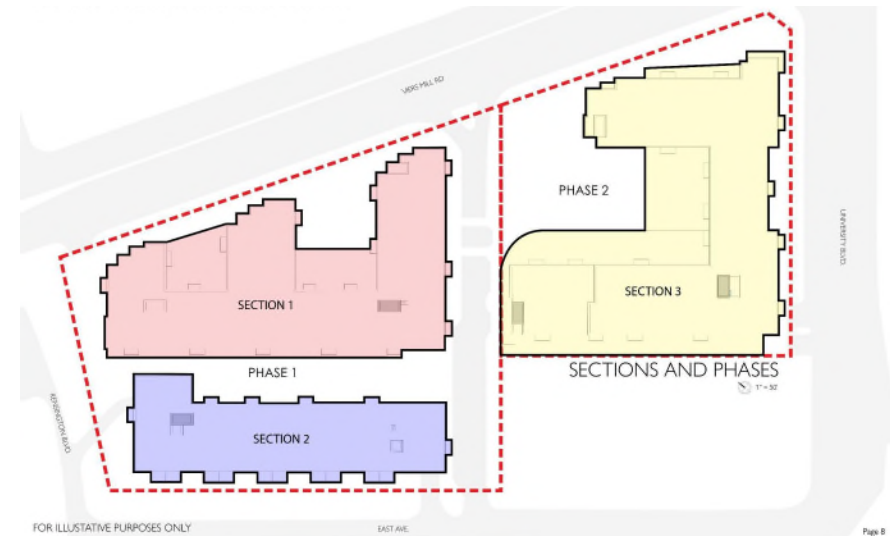 VIERS MILL RD
PHASE 2
UNIVERSITY BLVD.
SECTION 1
SECTION 3
PHASE 1
SECTIONS AND PHASES
1" = 50'
KENSINGTON BLVD.
SECTION 2
FOR ILLUSTATIVE PURPOSES ONLY
EAST AVE.
Page 8